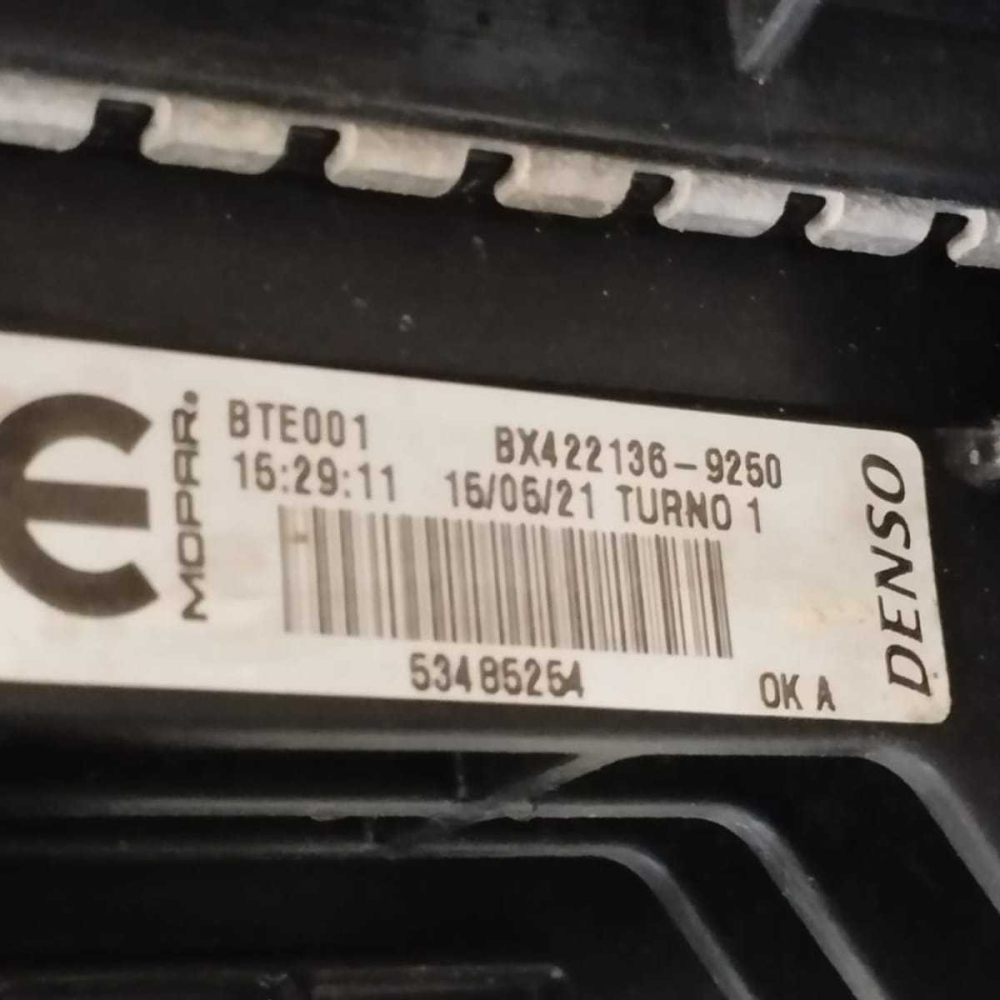 MOPAR®
BTE001
BX422136-9250
15:29:11 15/06/21 TURNO 1
53485254
OK A
DENSO